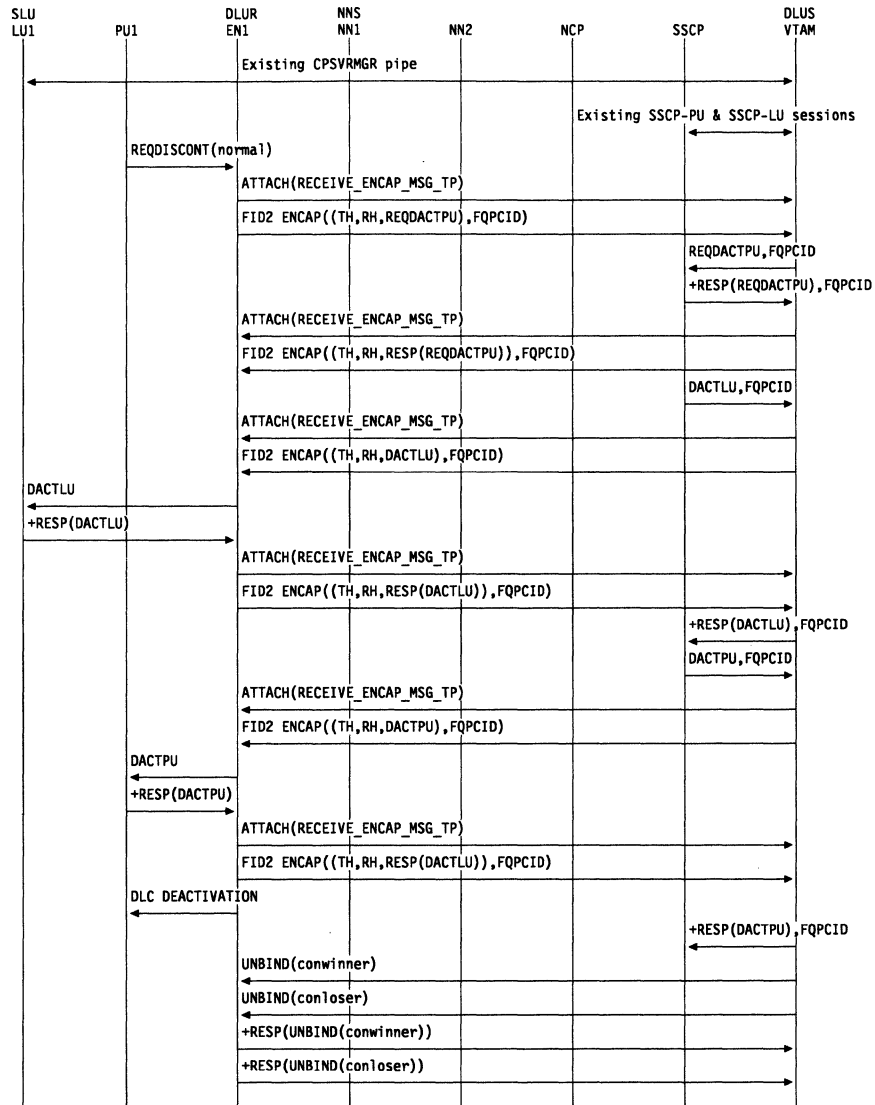 SLU DLUR NNS DLUS
LU1 PU1 EN1 NN1 NN2 NCP SSCP VTAM
Existing CPSVRMGR pipe
Existing SSCP-PU & SSCP-LU sessions
REQDISCONT(normal)
ATTACH(RECEIVE_ENCAP_MSG_TP)
FID2 ENCAP((TH,RH,REQDACTPU),FQPCID)
REQDACTPU,FQPCID
+RESP(REQDACTPU),FQPCID
ATTACH(RECEIVE_ENCAP_MSG_TP)
FID2 ENCAP((TH,RH,RESP(REQDACTPU)),FQPCID)
DACTLU,FQPCID
ATTACH(RECEIVE_ENCAP_MSG_TP)
FID2 ENCAP((TH,RH,DACTLU),FQPCID)
DACTLU
+RESP(DACTLU)
ATTACH(RECEIVE_ENCAP_MSG_TP)
FID2 ENCAP((TH,RH,RESP(DACTLU)),FQPCID)
+RESP(DACTLU),FQPCID
DACTPU,FQPCID
ATTACH(RECEIVE_ENCAP_MSG_TP)
FID2 ENCAP((TH,RH,DACTPU),FQPCID)
DACTPU
+RESP(DACTPU)
ATTACH(RECEIVE_ENCAP_MSG_TP)
FID2 ENCAP((TH,RH,RESP(DACTLU)),FQPCID)
DLC DEACTIVATION
+RESP(DACTPU),FQPCID
UNBIND(conwinner)
UNBIND(conloser)
+RESP(UNBIND(conwinner))
+RESP(UNBIND(conloser))